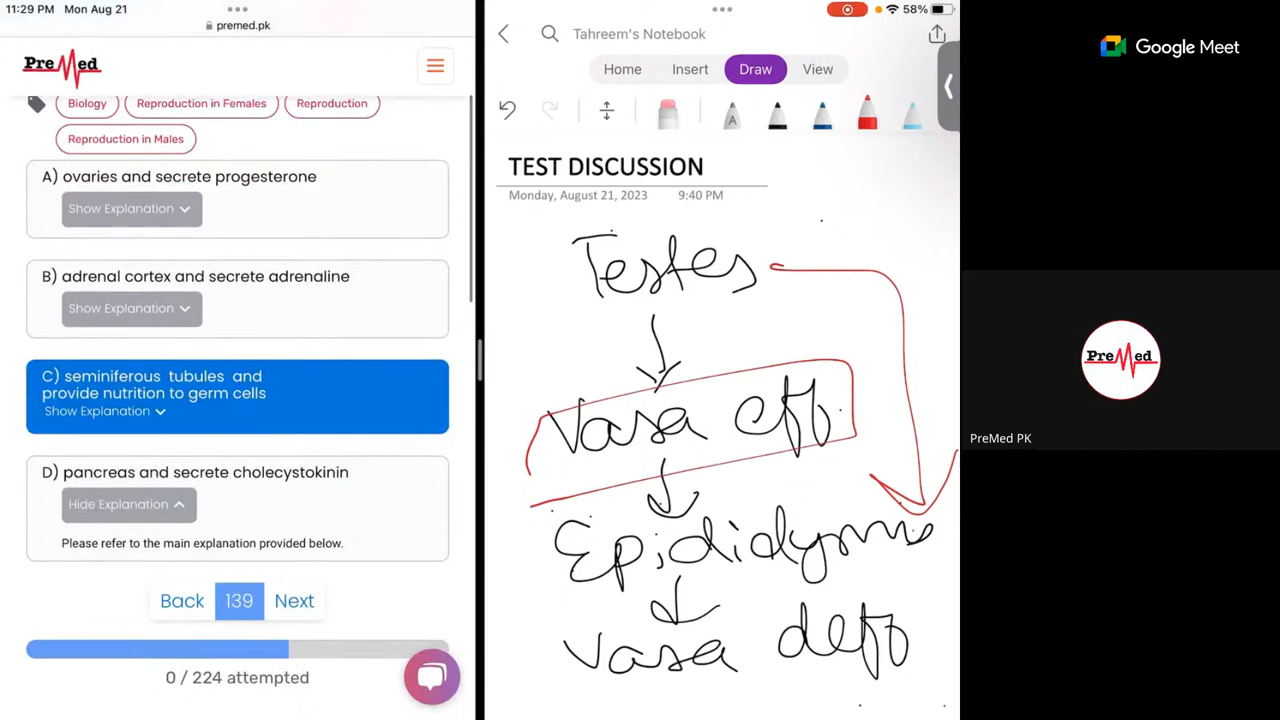 11:29 PM Mon Aug 21
premed.pk
PreMed
Biology
Reproduction in Females
Reproduction
Reproduction in Males
A) ovaries and secrete progesterone
Show Explanation
B) adrenal cortex and secrete adrenaline
Show Explanation
C) seminiferous tubules and
provide nutrition to germ cells
Show Explanation
D) pancreas and secrete cholecystokinin
Hide Explanation
Please refer to the main explanation provided below.
Back 139 Next
0 / 224 attempted
58%
Tahreem's Notebook
Home Insert Draw View
A
TEST DISCUSSION
Monday, August 21, 2023 9:40 PM
Testes
Vasa eff.
Epididymus
Vasa deff
Google Meet
PreMed
PreMed PK